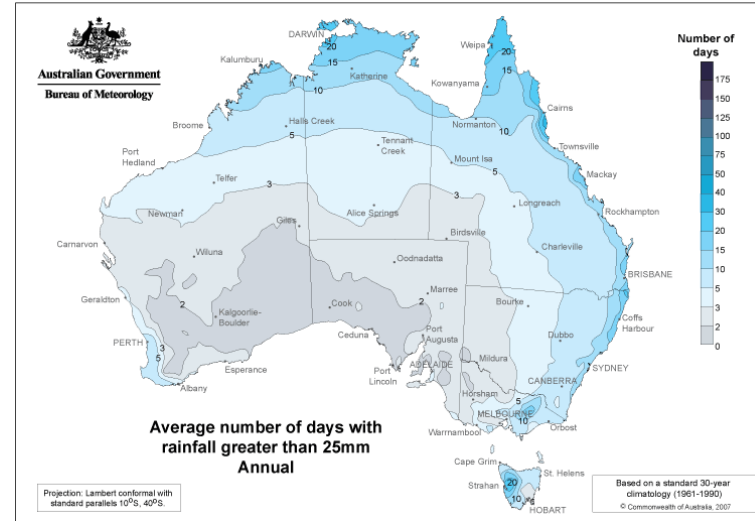 Australian Government
Bureau of Meteorology
Number of
days
175
150
125
100
75
50
40
30
20
15
10
5
3
2
0
DARWIN
20
15
10
Kalumburu
Katherine
Weipa
20
15
Kowanyama
Cairns
Normanton
10
Townsville
Broome
Halls Creek
5
Tennant
Creek
Mount Isa
5
Mackay
Port
Hedland
Telfer
3
3
Newman
Alice Springs
Longreach
Rockhampton
Giles
Birdsville
Carnarvon
Wiluna
Oodnadatta
Charleville
BRISBANE
Geraldton
2
Kalgoorlie-
Boulder
Cook
Marree
2
Bourke
Coffs
Harbour
PERTH
3
5
Ceduna
Port
Augusta
Dubbo
Esperance
Albany
Port
Lincoln
ADELAIDE
Mildura
SYDNEY
CANBERRA
Horsham
5
MELBOURNE
10
Warrnambool
Orbost
Average number of days with
rainfall greater than 25mm
Annual
Cape Grim
St. Helens
Strahan
20
10
HOBART
Projection: Lambert conformal with
standard parallels 10°S, 40°S.
Based on a standard 30-year
climatology (1961-1990)
© Commonwealth of Australia, 2007